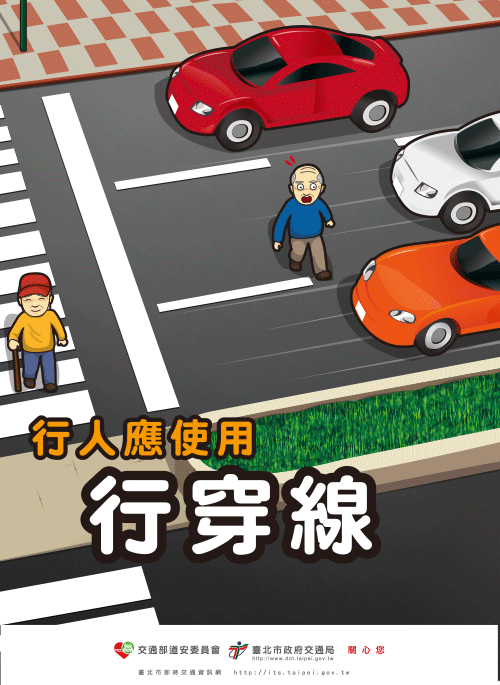 行人應使用
行穿線
交通部道安委員會 臺北市政府交通局 關心您
http://www.dot.taipei.gov.tw
臺北市即時交通資訊網 http://its.taipei.gov.tw